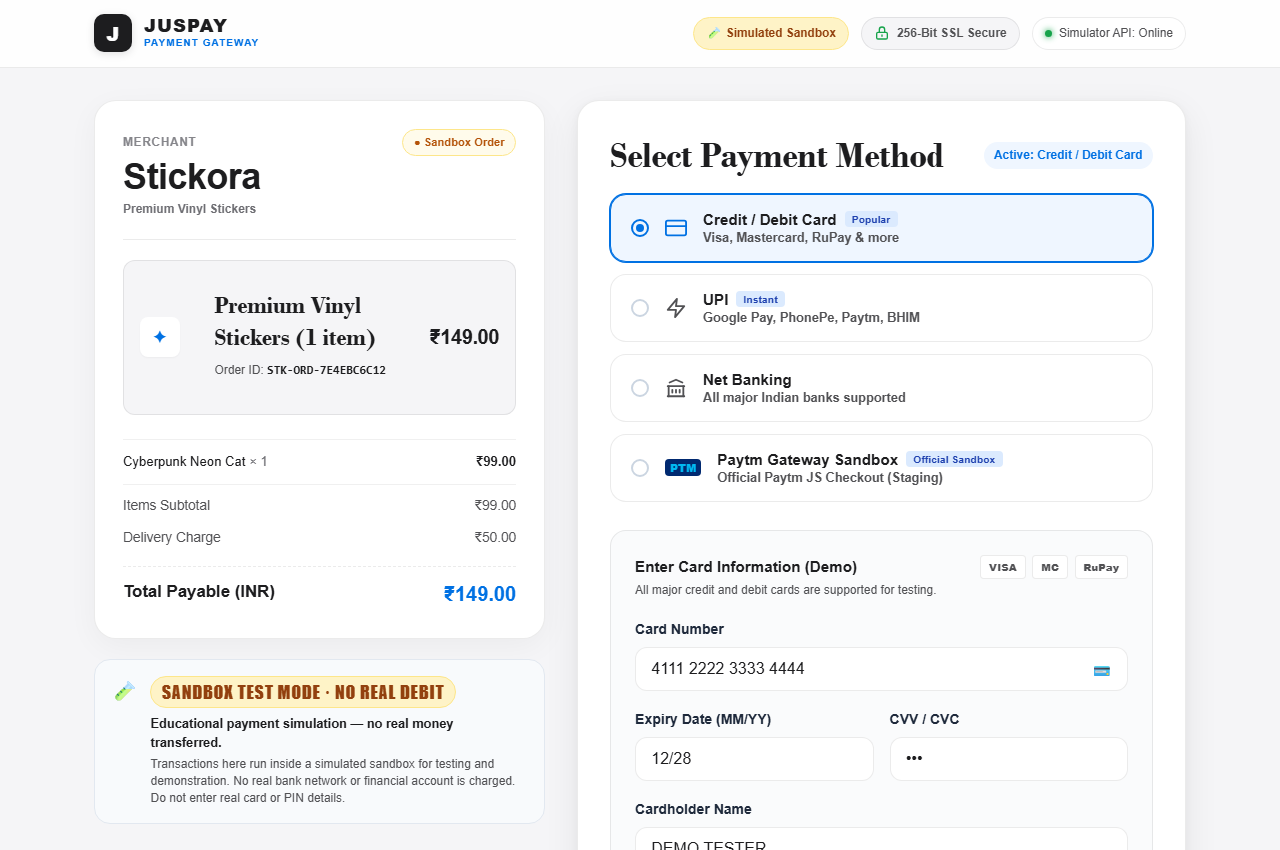 J
JUSPAY
PAYMENT GATEWAY
Simulated Sandbox
256-Bit SSL Secure
Simulator API: Online
MERCHANT
Sandbox Order
Stickora
Premium Vinyl Stickers
Premium Vinyl
Stickers (1 item)
₹149.00
Order ID: STK-ORD-7E4EBC6C12
Cyberpunk Neon Cat × 1 ₹99.00
Items Subtotal ₹99.00
Delivery Charge ₹50.00
Total Payable (INR) ₹149.00
SANDBOX TEST MODE · NO REAL DEBIT
Educational payment simulation — no real money
transferred.
Transactions here run inside a simulated sandbox for testing and
demonstration. No real bank network or financial account is charged.
Do not enter real card or PIN details.
Select Payment Method
Active: Credit / Debit Card
Credit / Debit Card Popular
Visa, Mastercard, RuPay & more
UPI Instant
Google Pay, PhonePe, Paytm, BHIM
Net Banking
All major Indian banks supported
PTM
Paytm Gateway Sandbox Official Sandbox
Official Paytm JS Checkout (Staging)
Enter Card Information (Demo)
VISA MC RuPay
All major credit and debit cards are supported for testing.
Card Number
4111 2222 3333 4444
Expiry Date (MM/YY) CVV / CVC
12/28 •••
Cardholder Name
DEMO TESTER